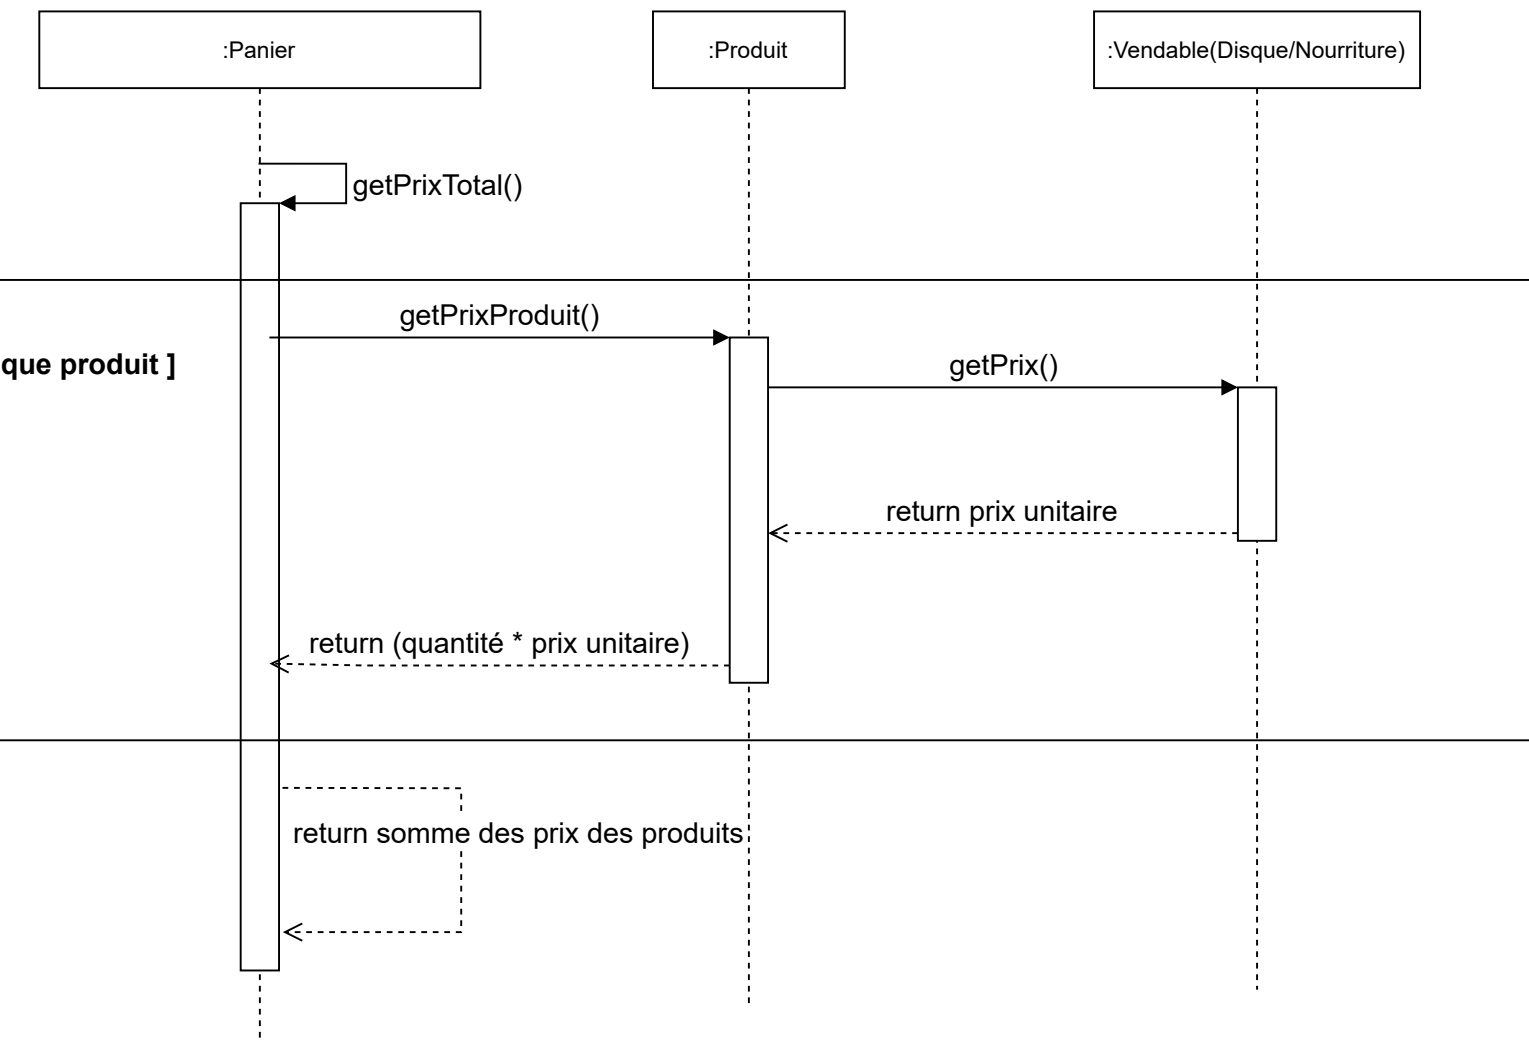 :Panier
:Produit
:Vendable(Disque/Nourriture)
getPrixTotal()
getPrixProduit()
que produit ]
getPrix()
return prix unitaire
return (quantité * prix unitaire)
return somme des prix des produits